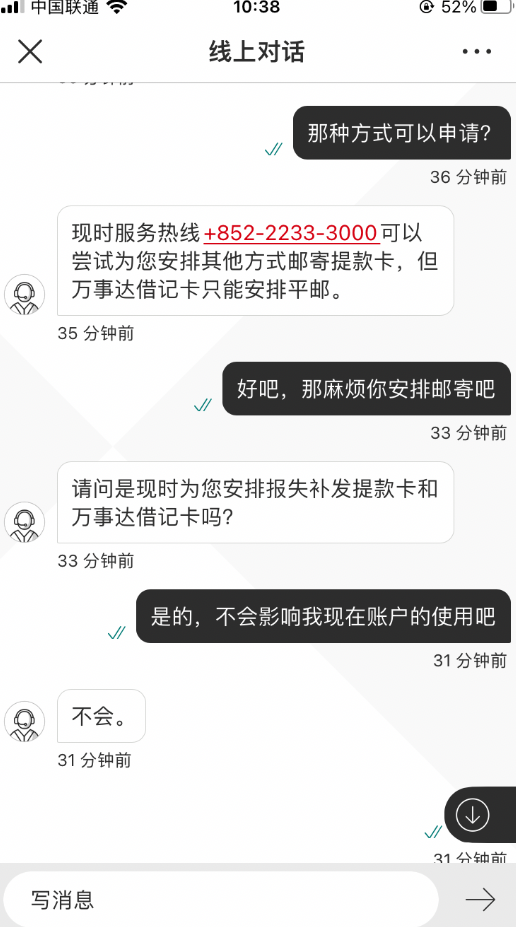 中国联通
10:38
52%
线上对话
那种方式可以申请?
36 分钟前
现时服务热线+852-2233-3000可以
尝试为您安排其他方式邮寄提款卡，但
万事达借记卡只能安排平邮。
35 分钟前
好吧，那麻烦你安排邮寄吧
33 分钟前
请问是现时为您安排报失补发提款卡和
万事达借记卡吗?
33 分钟前
是的，不会影响我现在账户的使用吧
31 分钟前
不会。
31 分钟前
31 分钟前
写消息